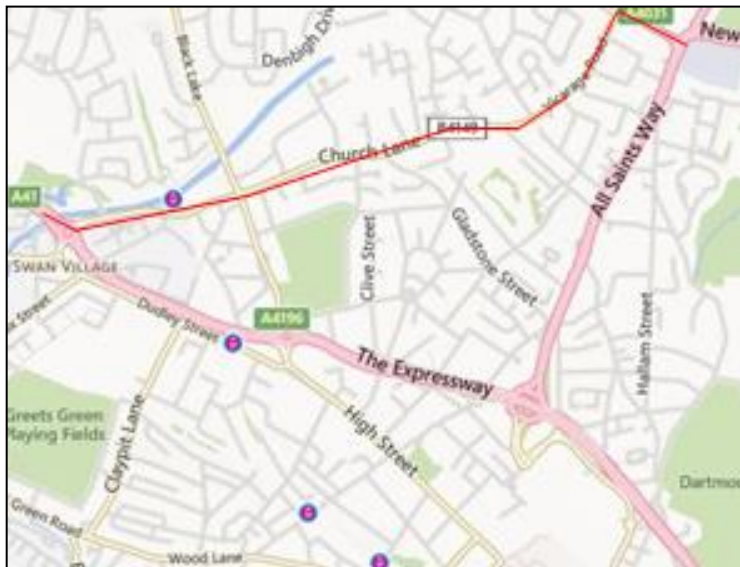 A4031
New
Denbigh Driv
Black Lake
Vicarage Road
B4149
Church Lane
All Saints Way
A41
Gladstone Street
Clive Street
SWAN VILLAGE
Street
Dudley Street
A4196
The Expressway
Hallam Street
Greets Green
Playing Fields
Claypit Lane
High Street
Dartmo
Green Road
Wood Lane